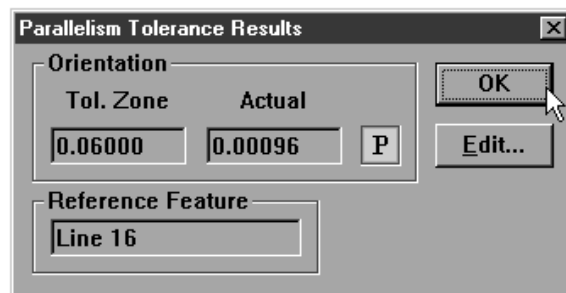 Parallelism Tolerance Results
Orientation
Tol. Zone Actual
0.06000 0.00096 P
OK
Edit...
Reference Feature
Line 16